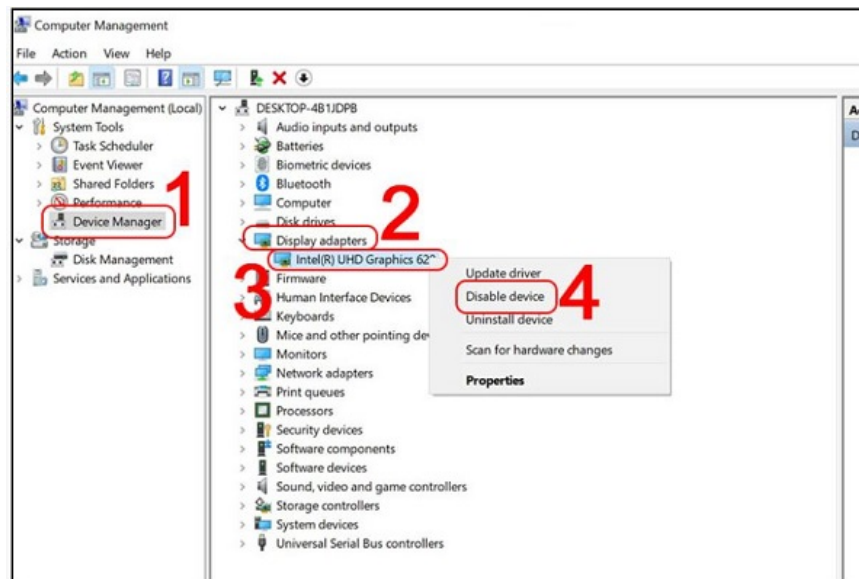 Computer Management
File Action View Help
Computer Management (Local)
System Tools
Task Scheduler
Event Viewer
Shared Folders
Performance
Device Manager
Storage
Disk Management
Services and Applications
1
DESKTOP-4B1JDPB
Audio inputs and outputs
Batteries
Biometric devices
Bluetooth
Computer
Disk drives
2
Display adapters
Intel(R) UHD Graphics 62
3
Firmware
Human Interface Devices
Keyboards
Mice and other pointing de
Monitors
Network adapters
Print queues
Processors
Security devices
Software components
Software devices
Sound, video and game controllers
Storage controllers
System devices
Universal Serial Bus controllers
Update driver
Disable device
4
Uninstall device
Scan for hardware changes
Properties
A
D